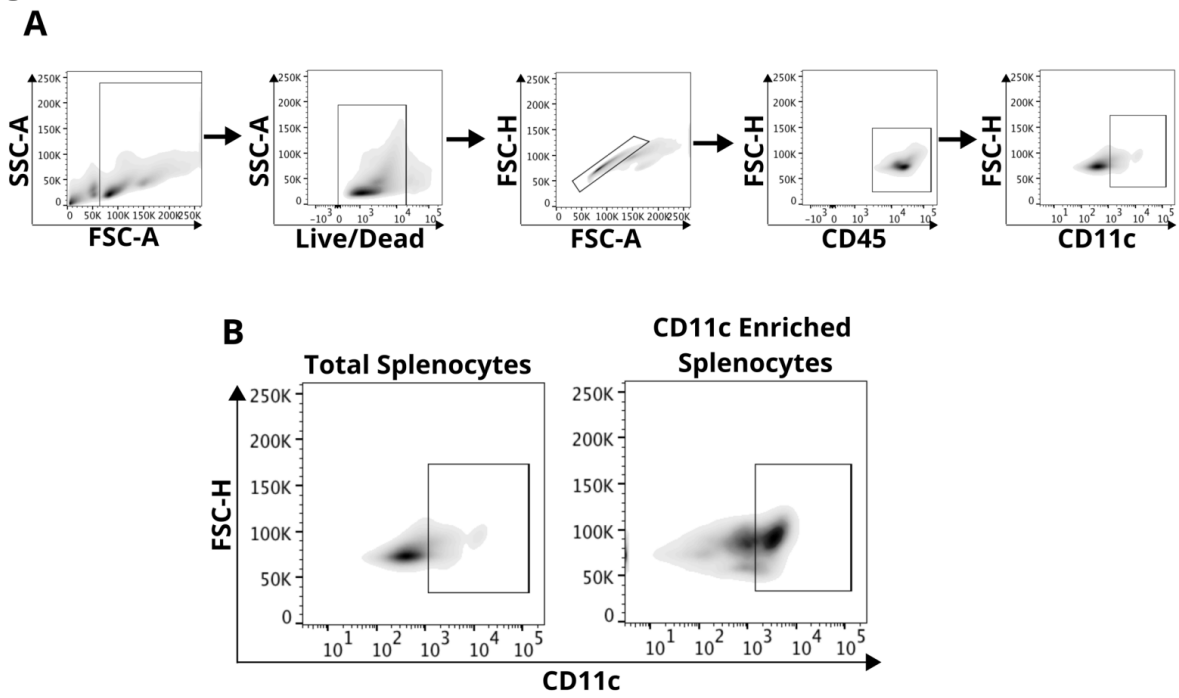 A
250K
200K
150K
100K
50K
0
0 50K 100K 150K 200K250K
SSC-A
FSC-A
250K
200K
150K
100K
50K
0
-10³ 0 10³ 10⁴ 10⁵
SSC-A
Live/Dead
250K
200K
150K
100K
50K
0
0 50K 100K 150K 200K 250K
FSC-H
FSC-A
250K
200K
150K
100K
50K
0
-10³ 0 10³ 10⁴ 10⁵
FSC-H
CD45
250K
200K
150K
100K
50K
0
10¹ 10² 10³ 10⁴ 10⁵
FSC-H
CD11c
B
Total Splenocytes
CD11c Enriched
Splenocytes
250K
200K
150K
100K
50K
0
10¹ 10² 10³ 10⁴ 10⁵
250K
200K
150K
100K
50K
0
10¹ 10² 10³ 10⁴ 10⁵
FSC-H
CD11c